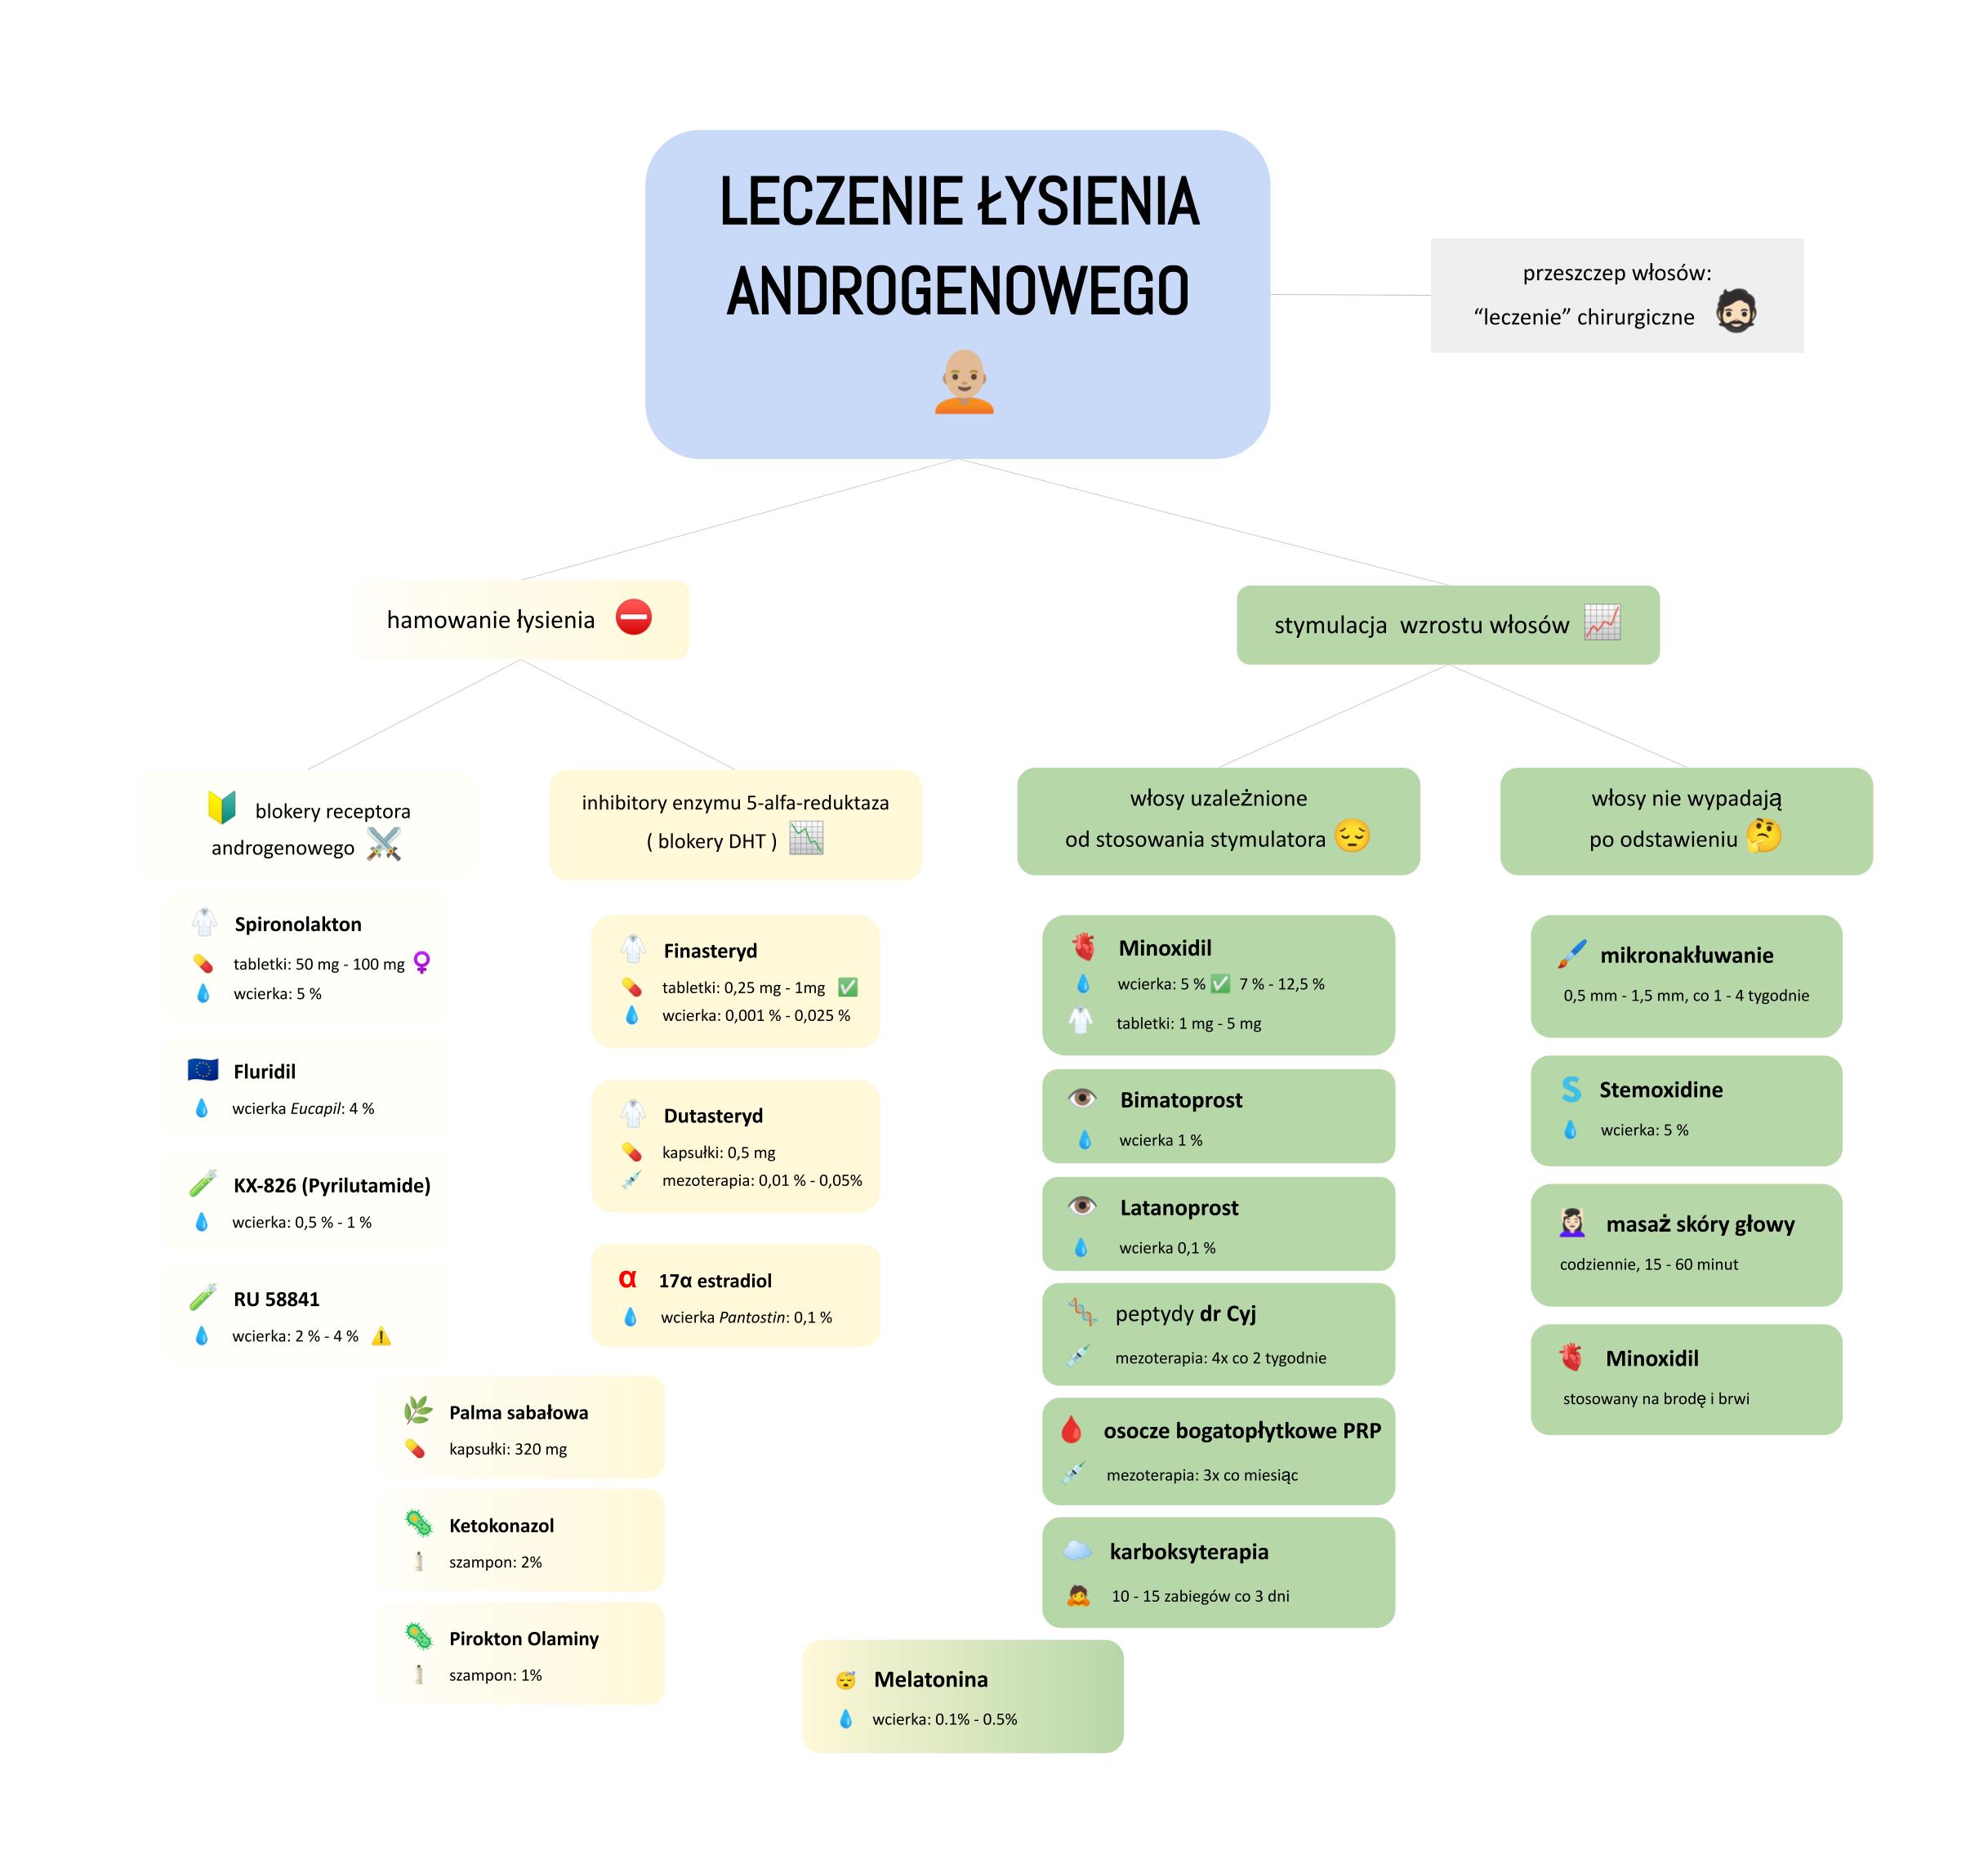 LECZENIE ŁYSIENIA
ANDROGENOWEGO
przeszczep włosów:
“leczenie” chirurgiczne
hamowanie łysienia
stymulacja wzrostu włosów
blokery receptora
androgenowego
inhibitory enzymu 5-alfa-reduktaza
( blokery DHT )
włosy uzależnione
od stosowania stymulatora
włosy nie wypadają
po odstawieniu
Spironolakton
tabletki: 50 mg - 100 mg
wcierka: 5 %
Fluridil
wcierka Eucapil: 4 %
KX-826 (Pyrilutamide)
wcierka: 0,5 % - 1 %
RU 58841
wcierka: 2 % - 4 %
Finasteryd
tabletki: 0,25 mg - 1mg
wcierka: 0,001 % - 0,025 %
Dutasteryd
kapsułki: 0,5 mg
mezoterapia: 0,01 % - 0,05%
α 17α estradiol
wcierka Pantostin: 0,1 %
Palma sabałowa
kapsułki: 320 mg
Ketokonazol
szampon: 2%
Pirokton Olaminy
szampon: 1%
Minoxidil
wcierka: 5 % ✅ 7 % - 12,5 %
tabletki: 1 mg - 5 mg
Bimatoprost
wcierka 1 %
Latanoprost
wcierka 0,1 %
peptydy dr Cyj
mezoterapia: 4x co 2 tygodnie
osocze bogatopłytkowe PRP
mezoterapia: 3x co miesiąc
karboksyterapia
10 - 15 zabiegów co 3 dni
Melatonina
wcierka: 0.1% - 0.5%
mikronakłuwanie
0,5 mm - 1,5 mm, co 1 - 4 tygodnie
S Stemoxidine
wcierka: 5 %
masaż skóry głowy
codziennie, 15 - 60 minut
Minoxidil
stosowany na brodę i brwi